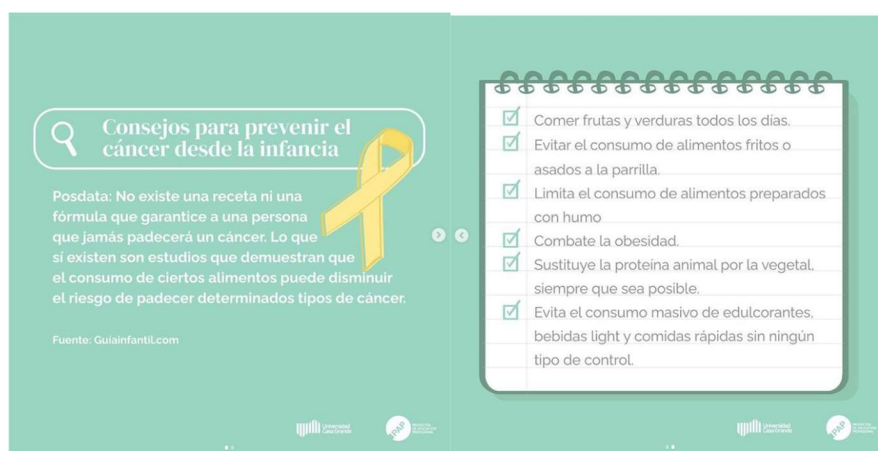 Consejos para prevenir el
cáncer desde la infancia
Posdata: No existe una receta ni una
fórmula que garantice a una persona
que jamás padecerá un cáncer. Lo que
sí existen son estudios que demuestran que
el consumo de ciertos alimentos puede disminuir
el riesgo de padecer determinados tipos de cáncer.
Fuente: Guiainfantil.com
Universidad
Casa Grande
PAP
Comer frutas y verduras todos los días.
Evitar el consumo de alimentos fritos o
asados a la parrilla.
Limita el consumo de alimentos preparados
con humo
Combate la obesidad.
Sustituye la proteína animal por la vegetal,
siempre que sea posible.
Evita el consumo masivo de edulcorantes,
bebidas light y comidas rápidas sin ningún
tipo de control.
Universidad
Casa Grande
PAP